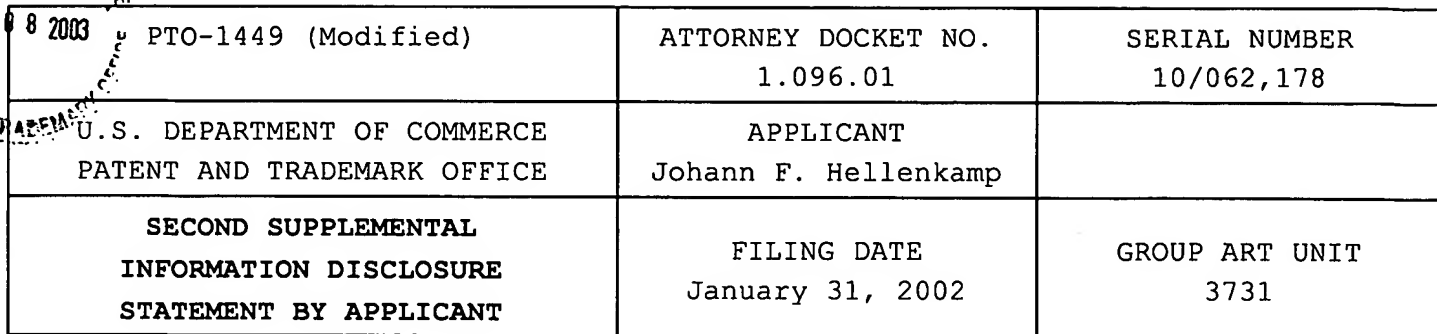 8 2003
PTO-1449 (Modified)
ATTORNEY DOCKET NO.
1.096.01
SERIAL NUMBER
10/062,178
U.S. DEPARTMENT OF COMMERCE
PATENT AND TRADEMARK OFFICE
APPLICANT
Johann F. Hellenkamp
SECOND SUPPLEMENTAL
INFORMATION DISCLOSURE
STATEMENT BY APPLICANT
FILING DATE
January 31, 2002
GROUP ART UNIT
3731